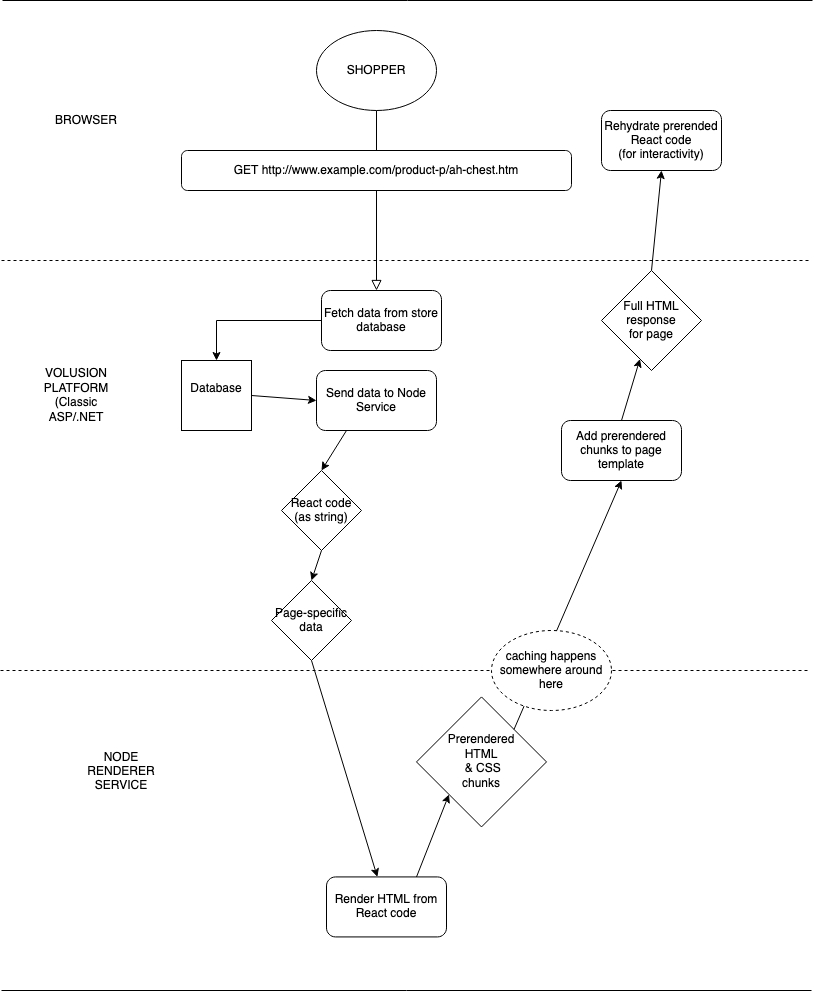 SHOPPER
BROWSER
GET http://www.example.com/product-p/ah-chest.htm
Rehydrate prerended
React code
(for interactivity)
Fetch data from store
database
Full HTML
response
for page
VOLUSION
PLATFORM
(Classic
ASP/.NET
Database
Send data to Node
Service
Add prerendered
chunks to page
template
React code
(as string)
Page-specific
data
caching happens
somewhere around
here
NODE
RENDERER
SERVICE
Prerendered
HTML
& CSS
chunks
Render HTML from
React code